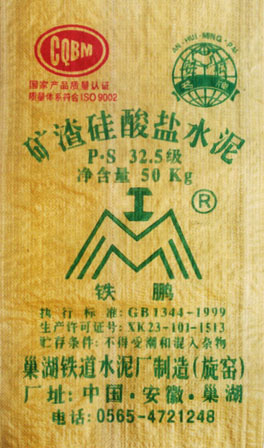 CQBM
AN·HUI·MING·PAI
国家产品质量认证
质量体系符合ISO 9002
矿渣硅酸盐水泥
P·S 32.5级
净含量 50 Kg
®
铁 鹏
执 行 标 准:GB1344-1999
生产许可证号:XK23-101-1513
贮存条件:不得受潮和混入杂物
巢湖铁道水泥厂制造(旋窑)
厂址:中国·安徽·巢湖
电话:0565-4721248